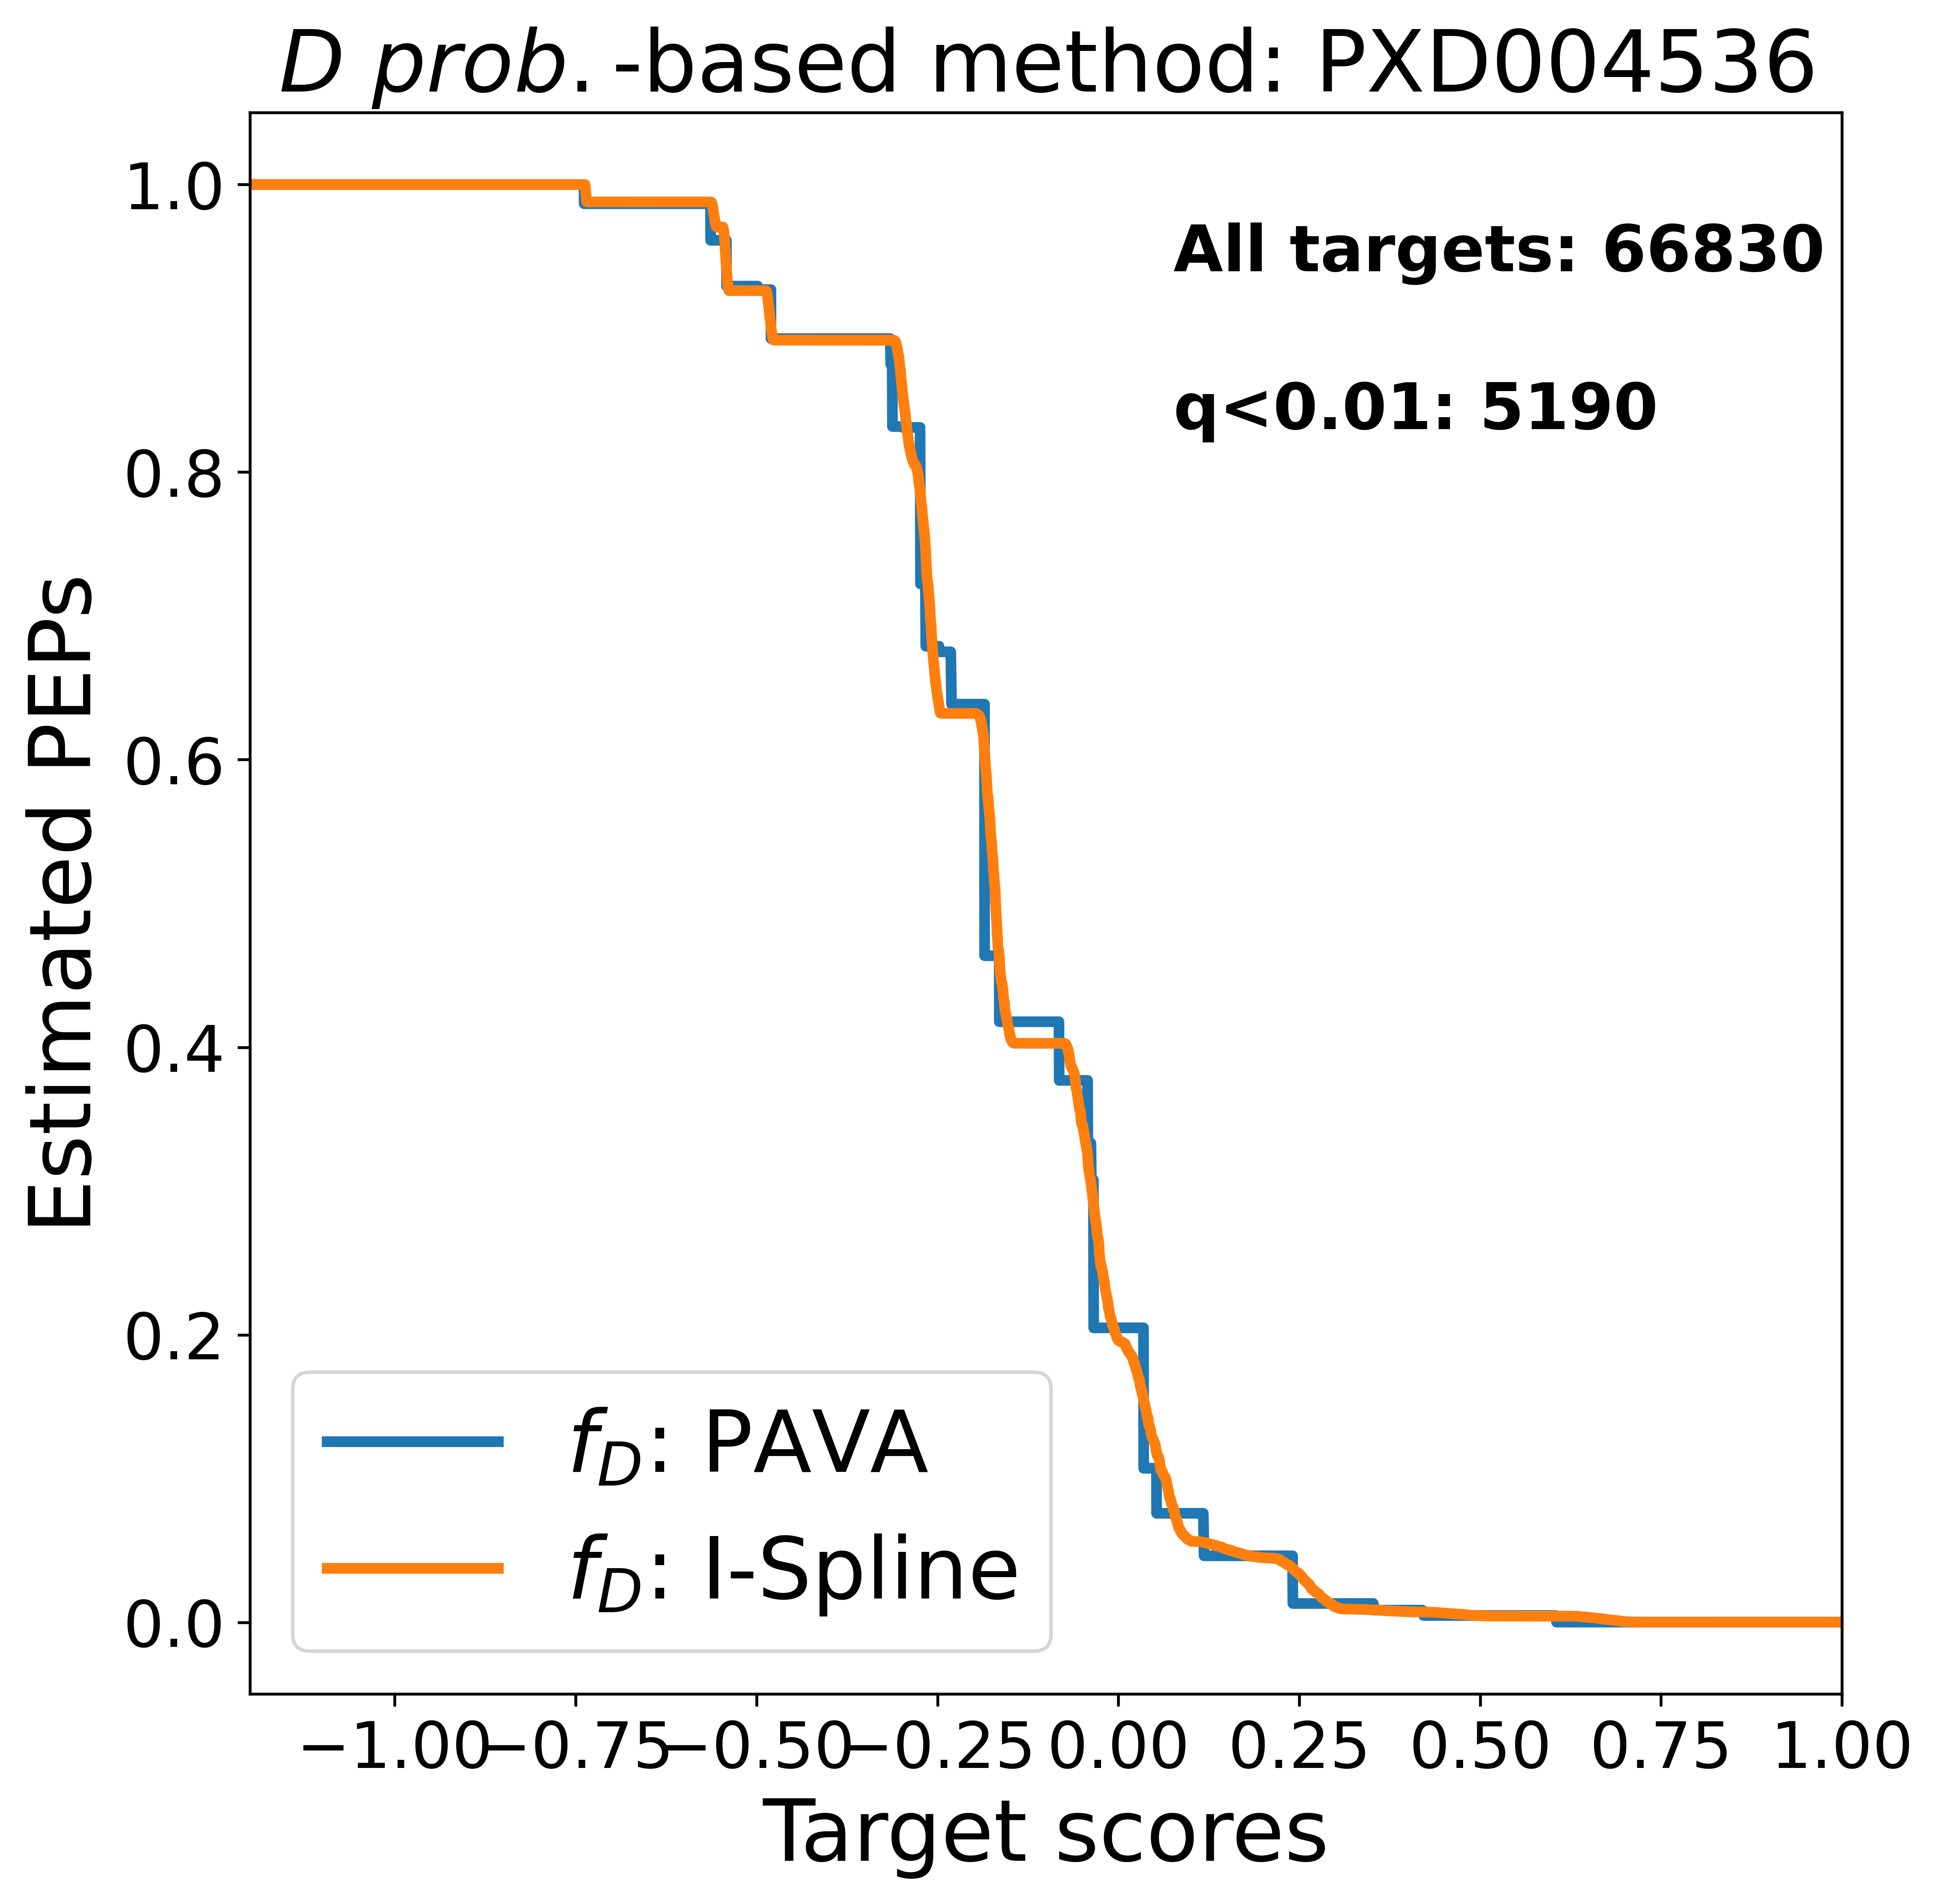 D prob. -based method: PXD004536
1.0
0.8
0.6
0.4
0.2
0.0
Estimated PEPs
All targets: 66830
q<0.01: 5190
f_D: PAVA
f_D: I-Spline
−1.00 −0.75 −0.50 −0.25 0.00 0.25 0.50 0.75 1.00
Target scores